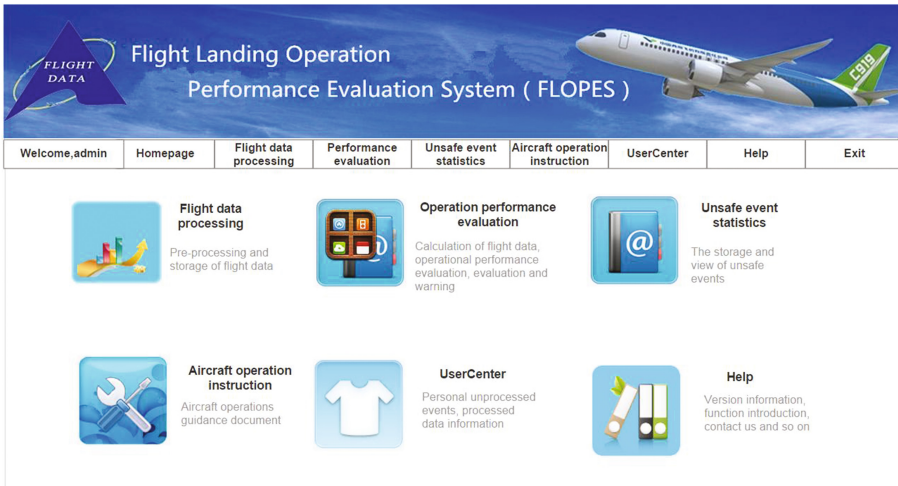 FLIGHT
DATA
Flight Landing Operation
Performance Evaluation System ( FLOPES )
C919
Welcome,admin
Homepage
Flight data
processing
Performance
evaluation
Unsafe event
statistics
Aircraft operation
instruction
UserCenter
Help
Exit
Flight data
processing
Pre-processing and
storage of flight data
Operation performance
evaluation
Calculation of flight data,
operational performance
evaluation, evaluation and
warning
Unsafe event
statistics
The storage and
view of unsafe
events
Aircraft operation
instruction
Aircraft operations
guidance document
UserCenter
Personal unprocessed
events, processed
data information
Help
Version information,
function introduction,
contact us and so on